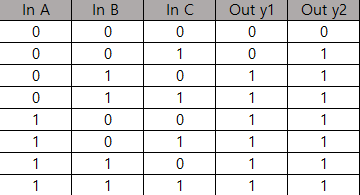 In A In B In C Out y1 Out y2
0 0 0 0 0
0 0 1 0 1
0 1 0 1 1
0 1 1 1 1
1 0 0 1 1
1 0 1 1 1
1 1 0 1 1
1 1 1 1 1